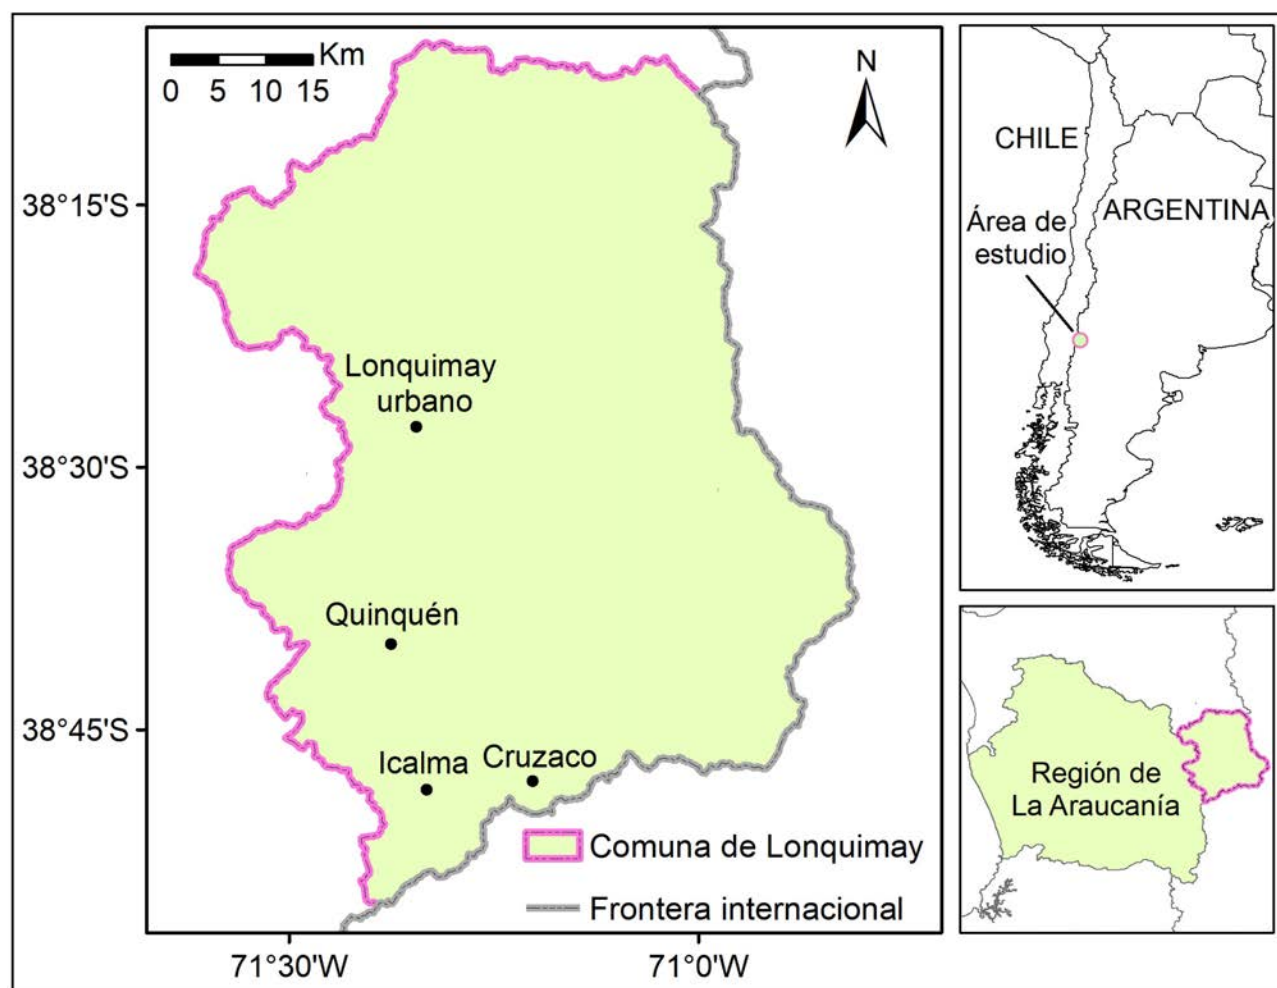 Km
0 5 10 15
N
38°15'S
38°30'S
38°45'S
71°30'W
71°0'W
Lonquimay
urbano
Quinquén
Icalma
Cruzaco
Comuna de Lonquimay
Frontera internacional
CHILE
ARGENTINA
Área de
estudio
Región de
La Araucanía